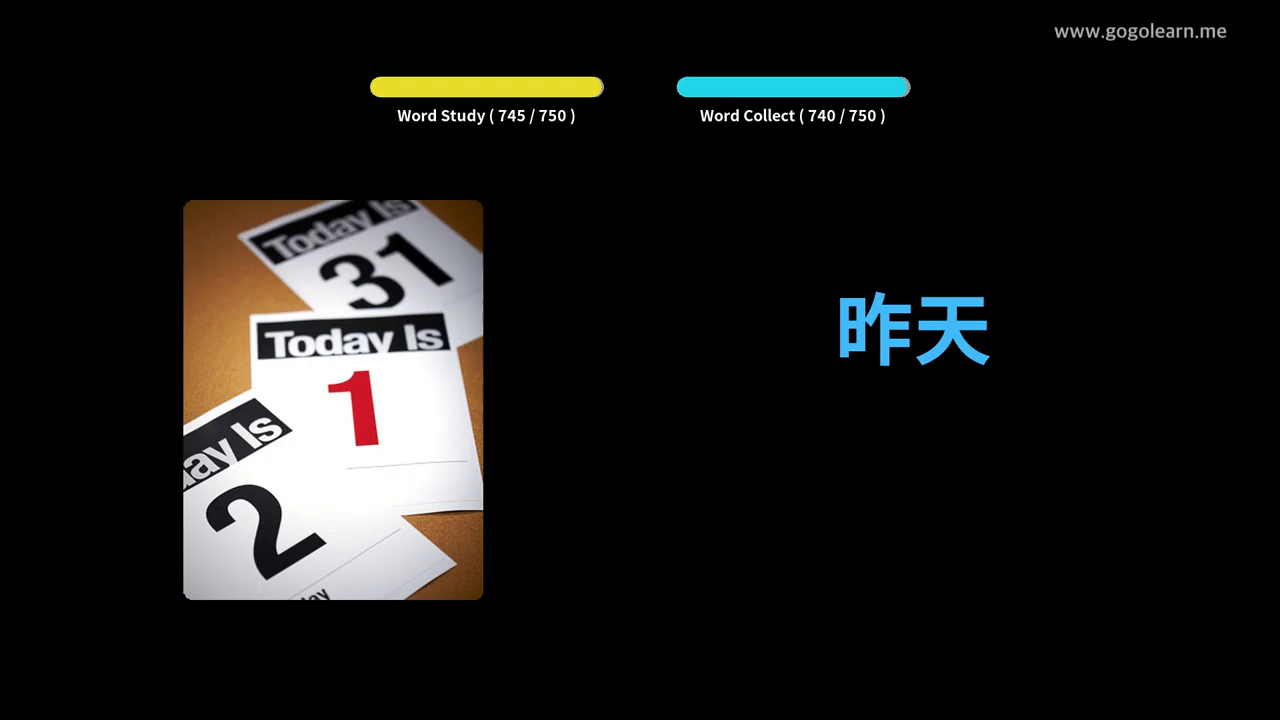 www.gogolearn.me
Word Study ( 745 / 750 )
Word Collect ( 740 / 750 )
Today Is
31
Today Is
1
ay Is
2
ay
昨天